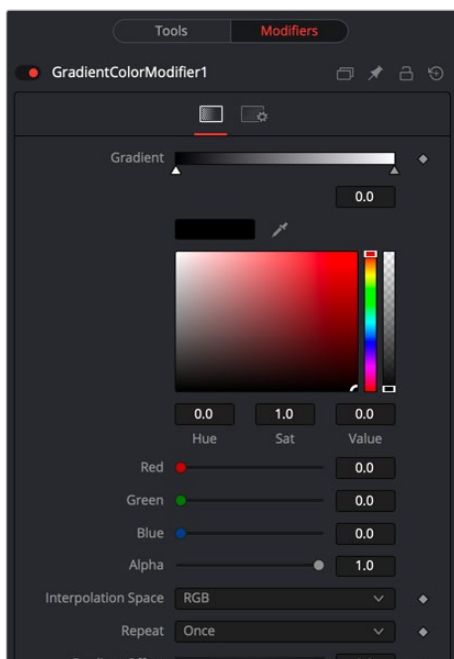 Tools Modifiers
GradientColorModifier1
Gradient
0.0
0.0 1.0 0.0
Hue Sat Value
Red 0.0
Green 0.0
Blue 0.0
Alpha 1.0
Interpolation Space RGB
Repeat Once